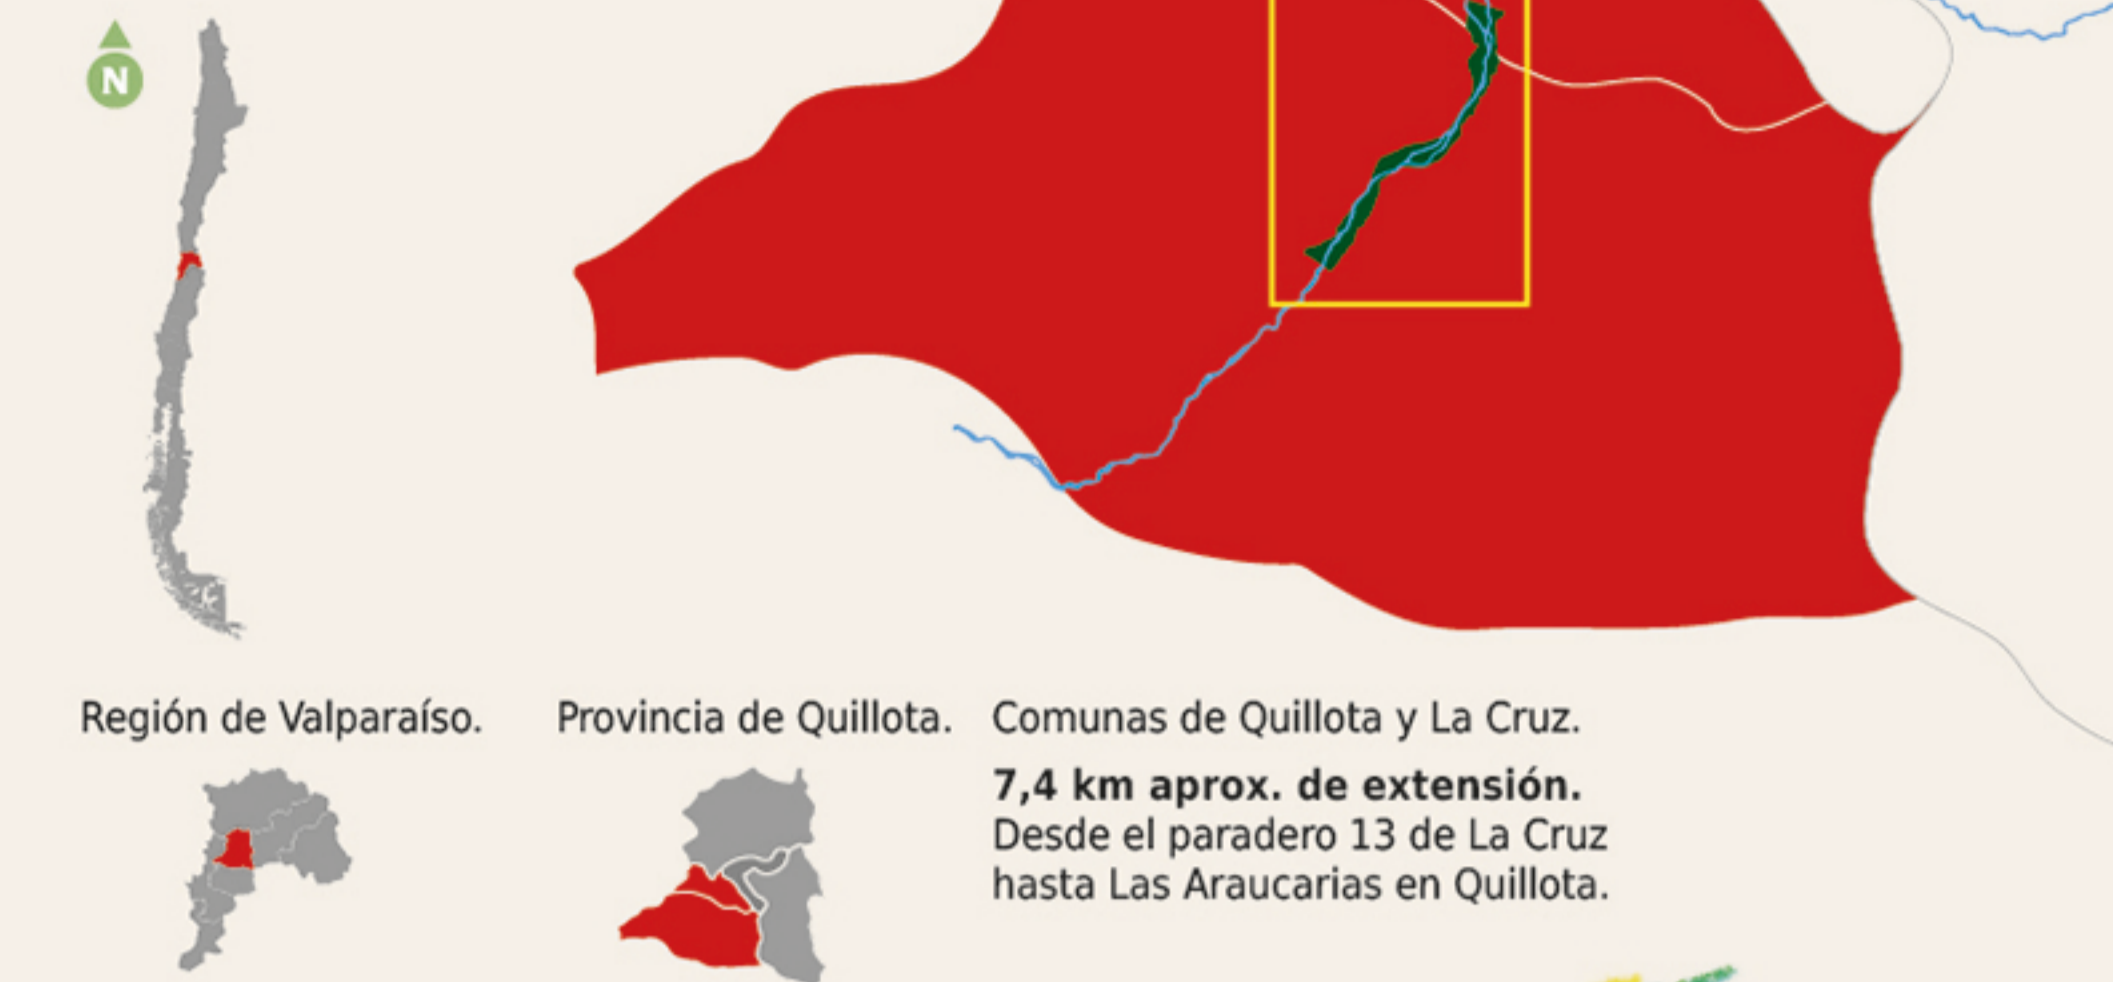 N
Región de Valparaíso.
Provincia de Quillota.
Comunas de Quillota y La Cruz.
7,4 km aprox. de extensión.
Desde el paradero 13 de La Cruz
hasta Las Araucarias en Quillota.